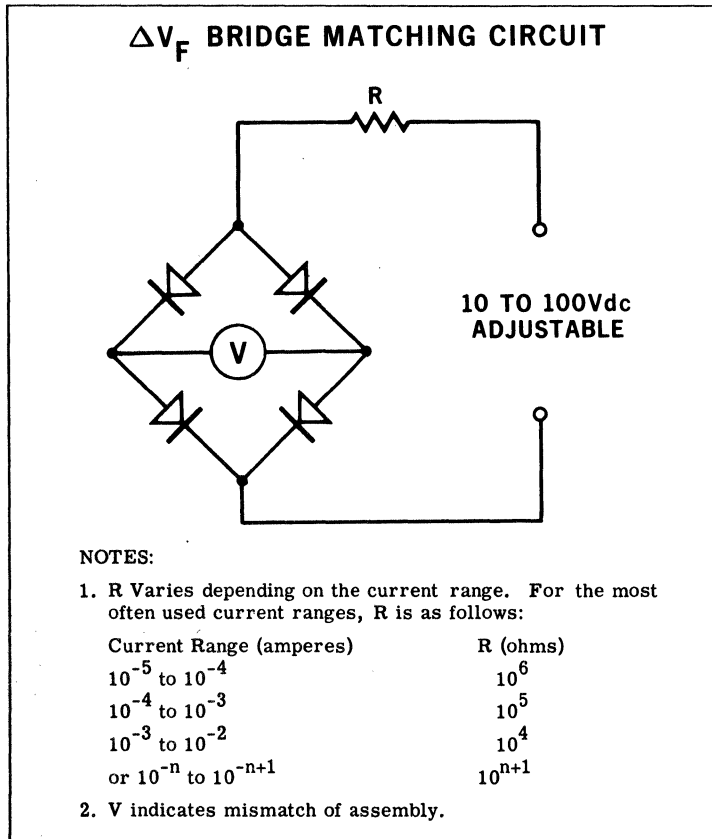 ΔV_F BRIDGE MATCHING CIRCUIT
R
10 TO 100Vdc
ADJUSTABLE
V
NOTES:
1. R Varies depending on the current range. For the most
often used current ranges, R is as follows:
Current Range (amperes) R (ohms)
10^-5 to 10^-4 10^6
10^-4 to 10^-3 10^5
10^-3 to 10^-2 10^4
or 10^-n to 10^-n+1 10^n+1
2. V indicates mismatch of assembly.